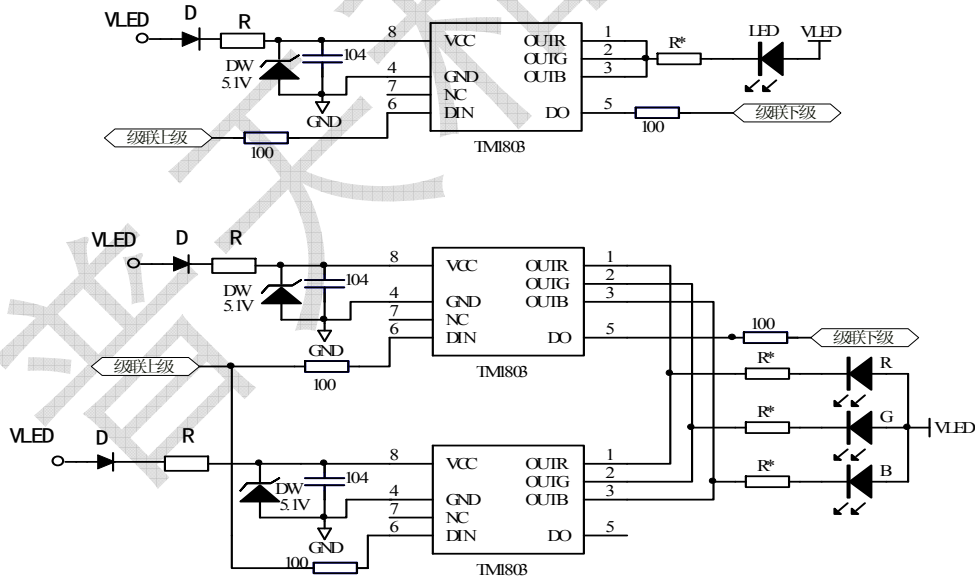 VLED D R 8 VCC OUTR 1 R* LED VLED
104 2 OUTG
DW 5.1V 4 GND OUTB 3
7 NC
GND 6 DIN DO 5
级联上级 100 100 级联下级
TM1803
VLED D R 8 VCC OUTR 1
104 OUTG 2
DW 5.1V 4 GND OUTB 3
7 NC 100
GND 6 DIN DO 5 级联下级
级联上级 100 TM1803 R* R
R* G VLED
VLED D R 8 VCC OUTR 1 R* B
104 OUTG 2
DW 5.1V 4 GND OUTB 3
7 NC
GND 6 DIN DO 5
100
TM1803